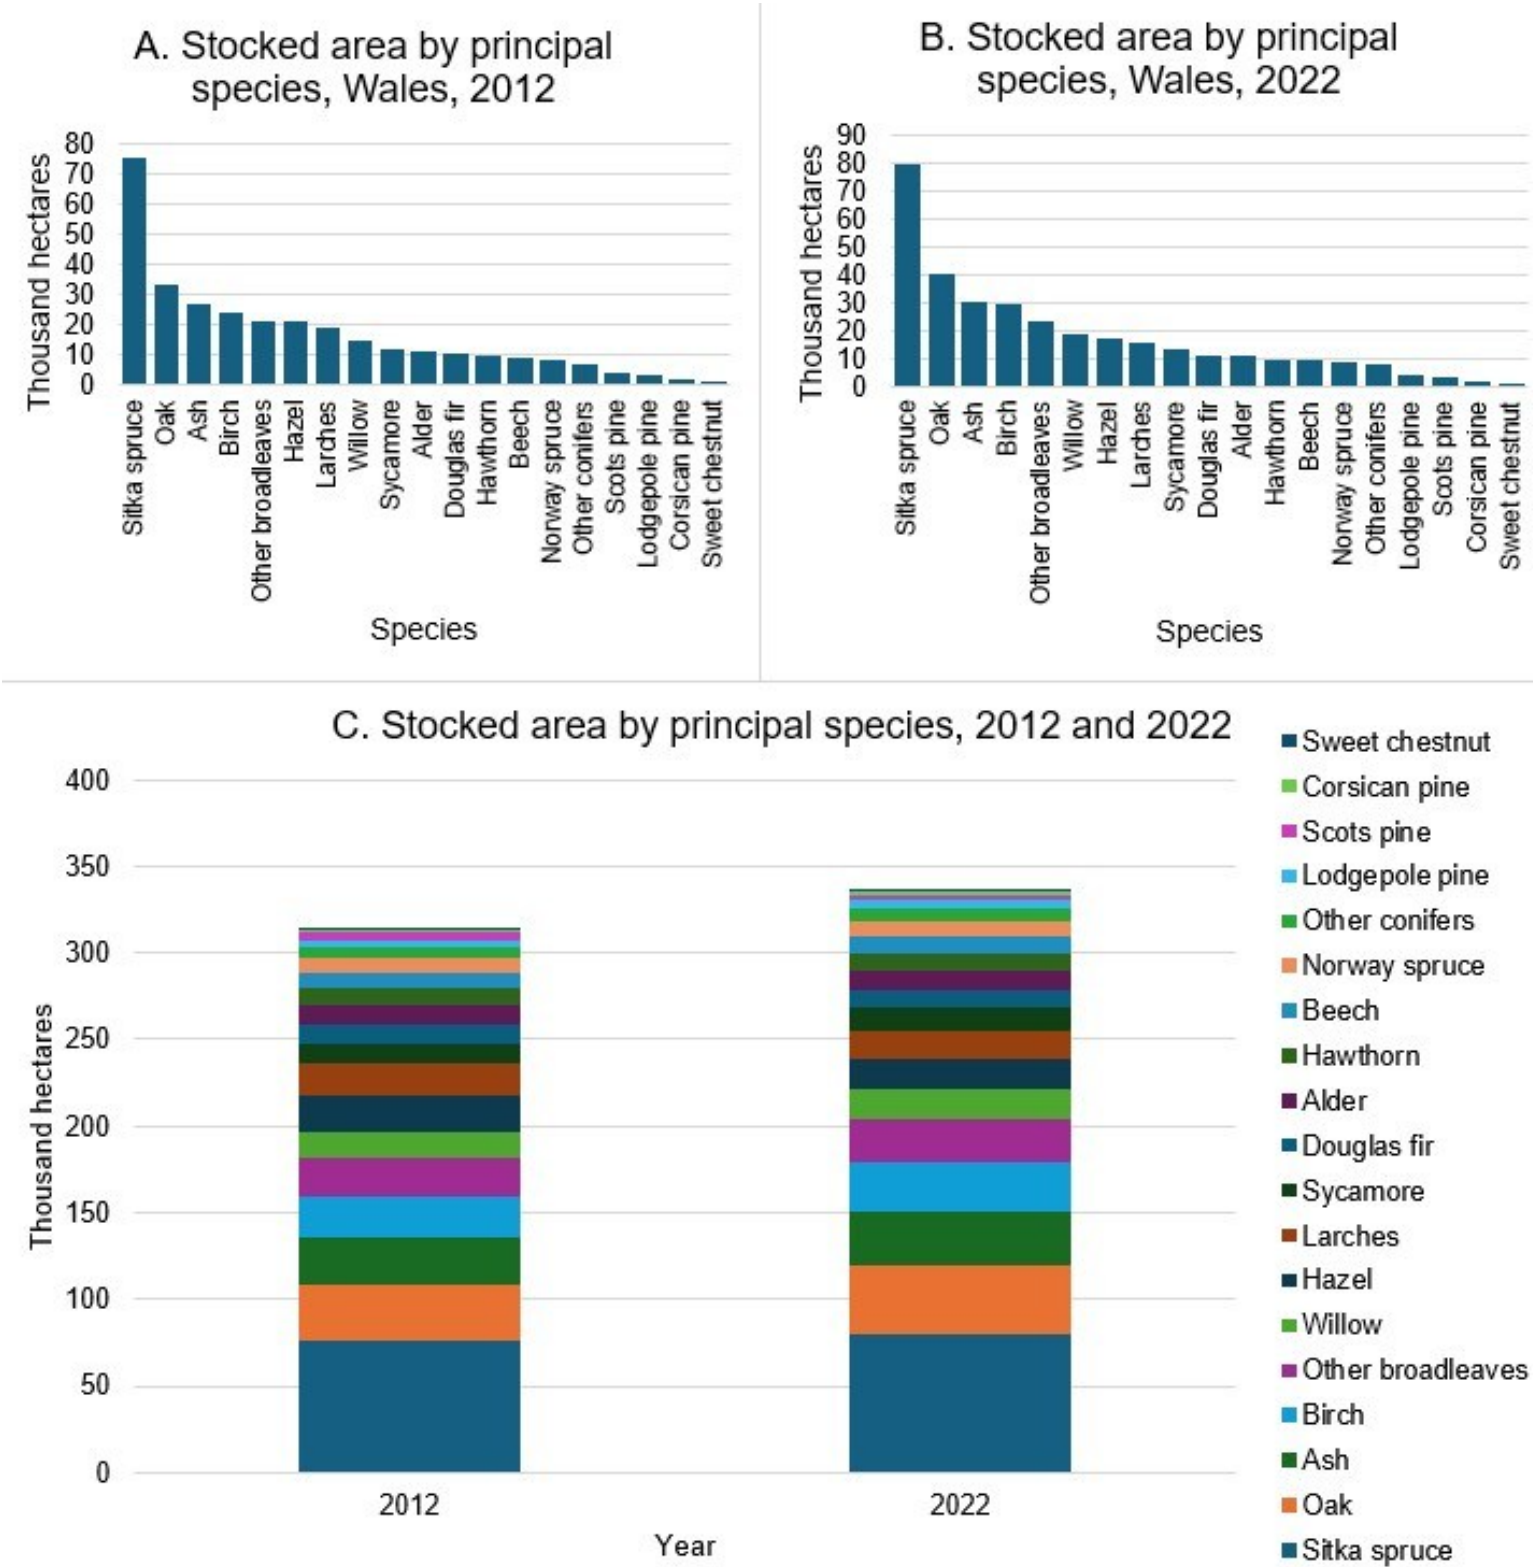 A. Stocked area by principal
species, Wales, 2012
Thousand hectares
80
70
60
50
40
30
20
10
0
Sitka spruce
Oak
Ash
Birch
Other broadleaves
Hazel
Larches
Willow
Sycamore
Alder
Douglas fir
Hawthorn
Beech
Norway spruce
Other conifers
Scots pine
Lodgepole pine
Corsican pine
Sweet chestnut
Species
B. Stocked area by principal
species, Wales, 2022
Thousand hectares
90
80
70
60
50
40
30
20
10
0
Sitka spruce
Oak
Ash
Birch
Other broadleaves
Willow
Hazel
Larches
Sycamore
Douglas fir
Alder
Hawthorn
Beech
Norway spruce
Other conifers
Lodgepole pine
Scots pine
Corsican pine
Sweet chestnut
Species
C. Stocked area by principal species, 2012 and 2022
Thousand hectares
400
350
300
250
200
150
100
50
0
2012
2022
Year
Sweet chestnut
Corsican pine
Scots pine
Lodgepole pine
Other conifers
Norway spruce
Beech
Hawthorn
Alder
Douglas fir
Sycamore
Larches
Hazel
Willow
Other broadleaves
Birch
Ash
Oak
Sitka spruce